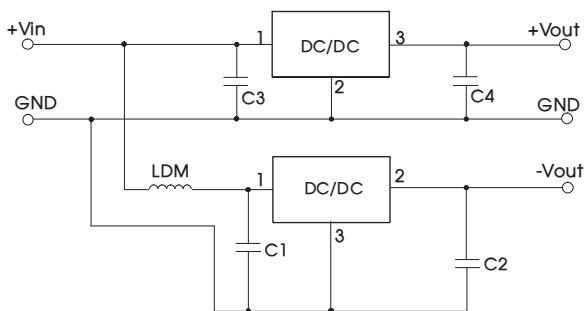 +Vin
1
DC/DC
3
+Vout
C3
2
C4
GND
GND
LDM
1
DC/DC
2
-Vout
C1
3
C2